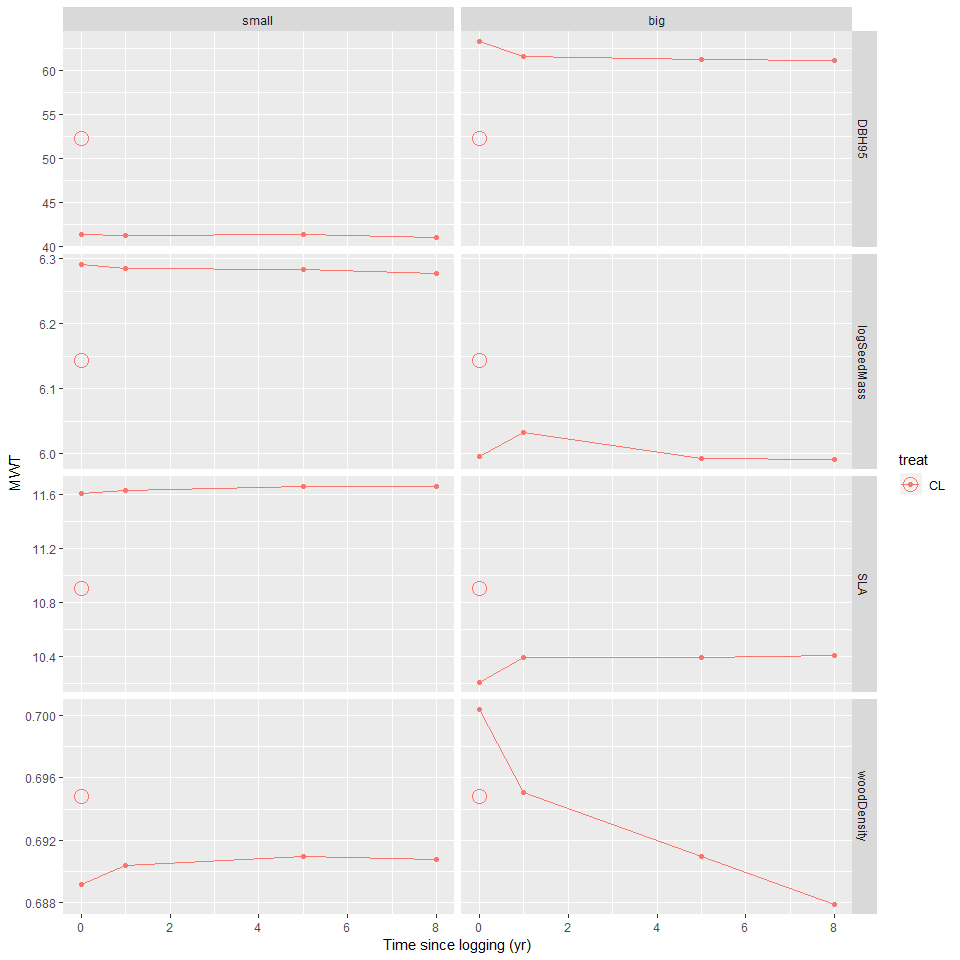 small
big
60
55
50
45
40
DBH95
6.3
6.2
6.1
6.0
logSeedMass
MWT
11.6
11.2
10.8
10.4
SLA
0.700
0.696
0.692
0.688
woodDensity
0 2 4 6 8
0 2 4 6 8
Time since logging (yr)
treat
CL